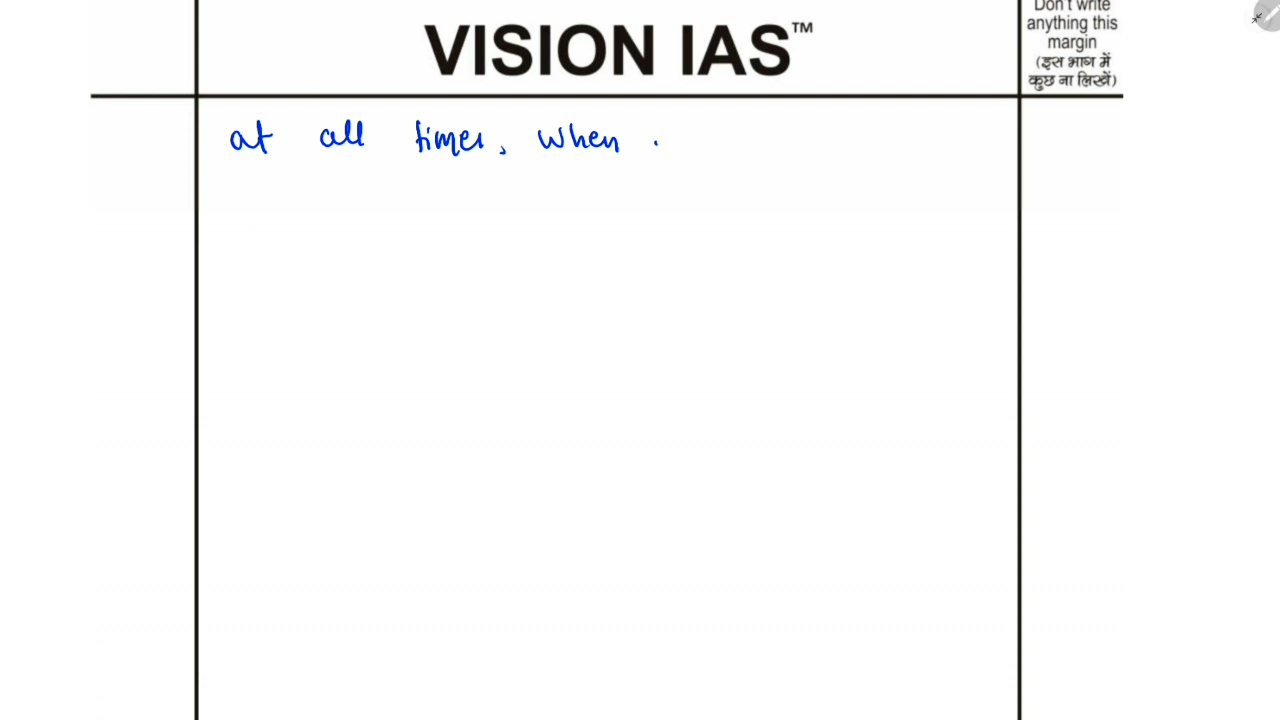 VISION IAS™
Don't write
anything this
margin
(इस भाग में
कुछ ना लिखें)
at all times, when .